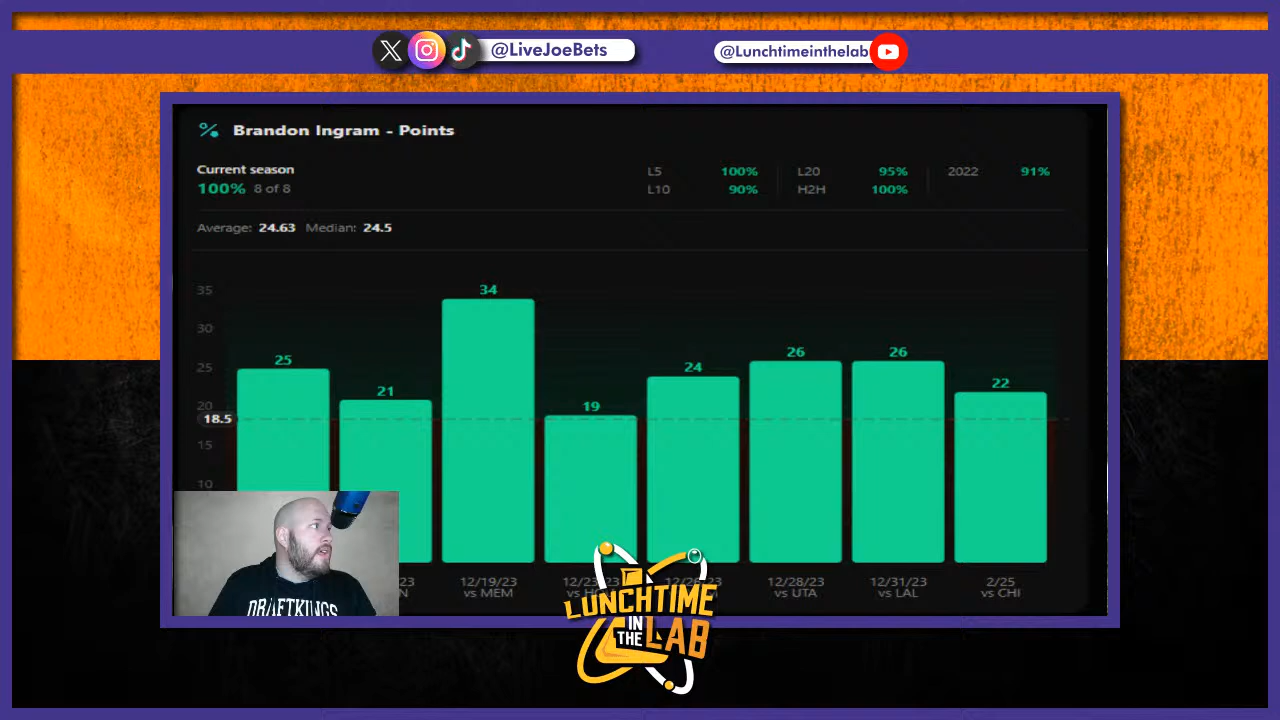 @LiveJoeBets
@Lunchtimeinthelab
Brandon Ingram - Points
Current season
100% 8 of 8
L5 100% L20 95% 2022 91%
L10 90% H2H 100%
Average: 24.63 Median: 24.5
35
30
25
20
18.5
15
10
25
21
34
19
24
26
26
22
12/19/23
vs MEM
12/28/23
vs UTA
12/31/23
vs LAL
2/25
vs CHI
DRAFTKINGS
LUNCHTIME
IN
THE
LAB